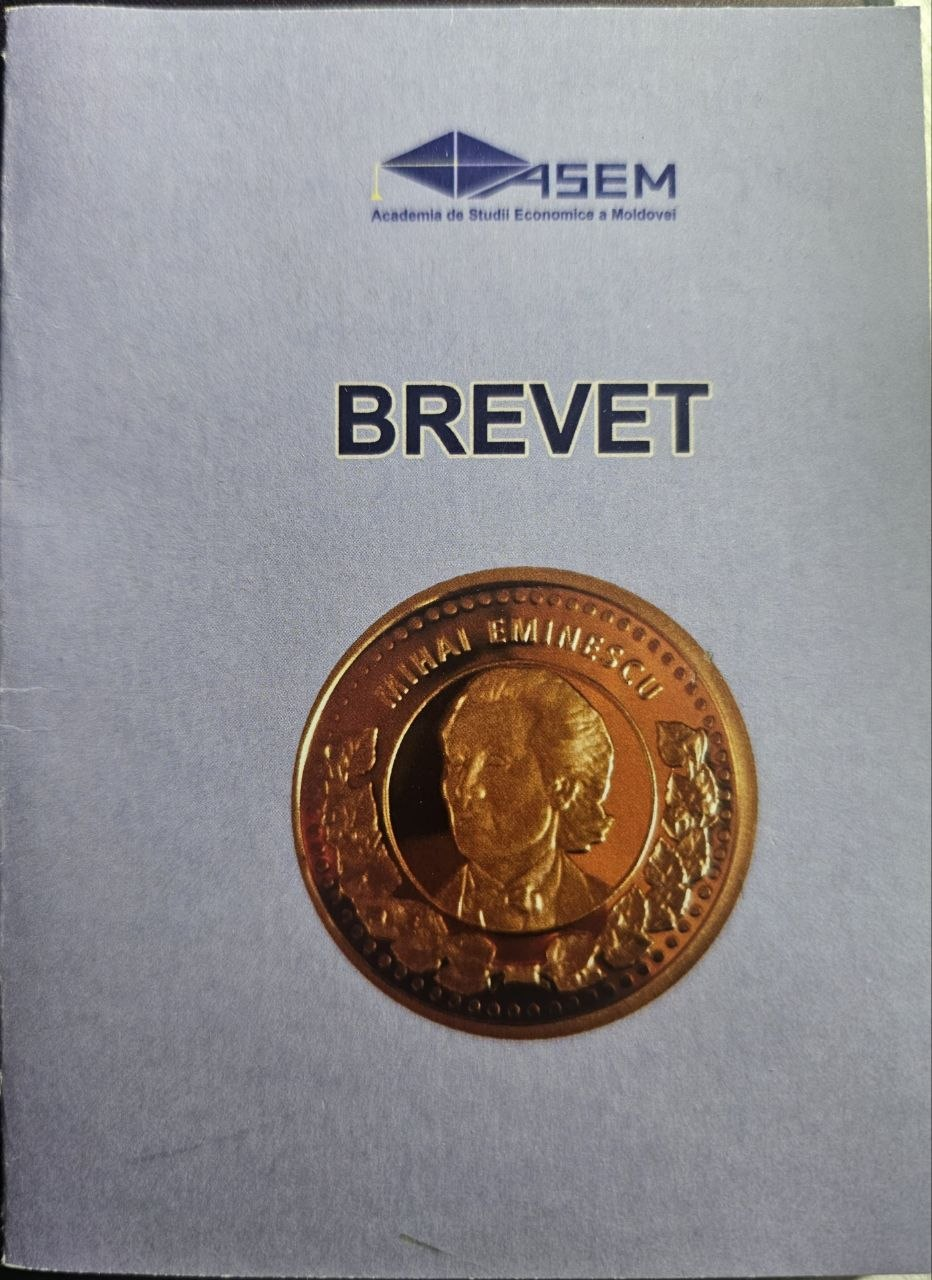 ASEM
Academia de Studii Economice a Moldovei
BREVET
MIHAI EMINESCU